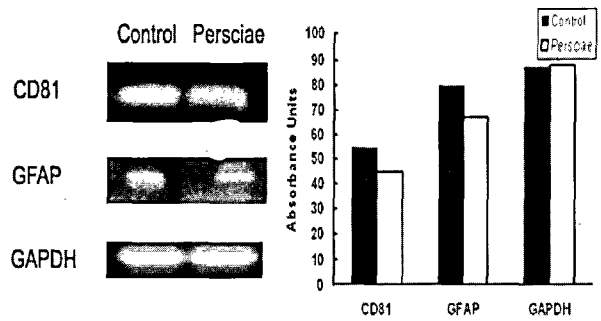 Control Persciae
CD81
GFAP
GAPDH
Control
Persciae
Absorbance Units
100
90
80
70
60
50
40
30
20
10
0
CD81 GFAP GAPDH